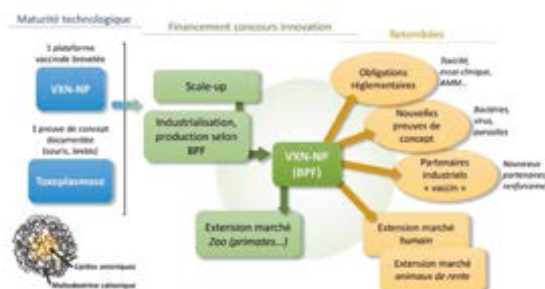 Maturité technologique
Financement concours innovation
Retombées
1 plateforme
vaccinale brevetée
VXN-NP
1 preuve de concept
documentée
(souris, brebis)
Toxoplasmose
Lipides anioniques
Maltodextrine cationique
Scale-up
Industrialisation,
production selon
BPF
VXN-NP
(BPF)
Extension marché
Zoo (primates...)
Obligations
réglementaires
Toxicité,
essai clinique,
AMM...
Nouvelles
preuves de
concept
Bactéries,
virus,
parasites
Partenaires
industriels
« vaccin »
Nouveaux
partenaires,
Extension marché
humain
Extension marché
animaux de rente